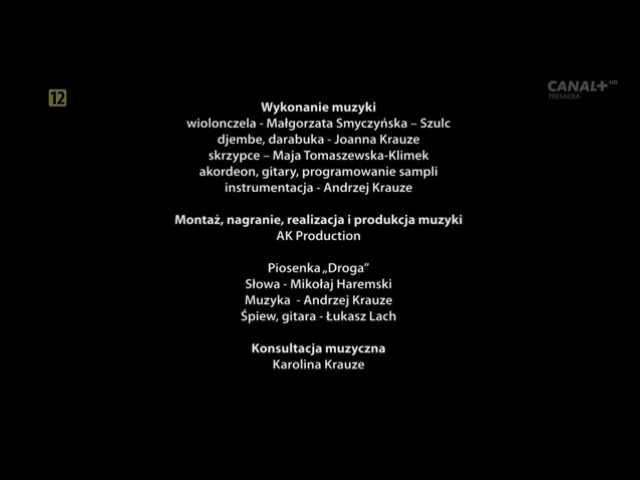 12
CANAL+ HD
PREMIERA
Wykonanie muzyki
wiolonczela - Małgorzata Smyczyńska – Szulc
djembe, darabuka - Joanna Krauze
skrzypce – Maja Tomaszewska-Klimek
akordeon, gitary, programowanie sampli
instrumentacja - Andrzej Krauze
Montaż, nagranie, realizacja i produkcja muzyki
AK Production
Piosenka „Droga”
Słowa - Mikołaj Haremski
Muzyka - Andrzej Krauze
Śpiew, gitara - Łukasz Lach
Konsultacja muzyczna
Karolina Krauze